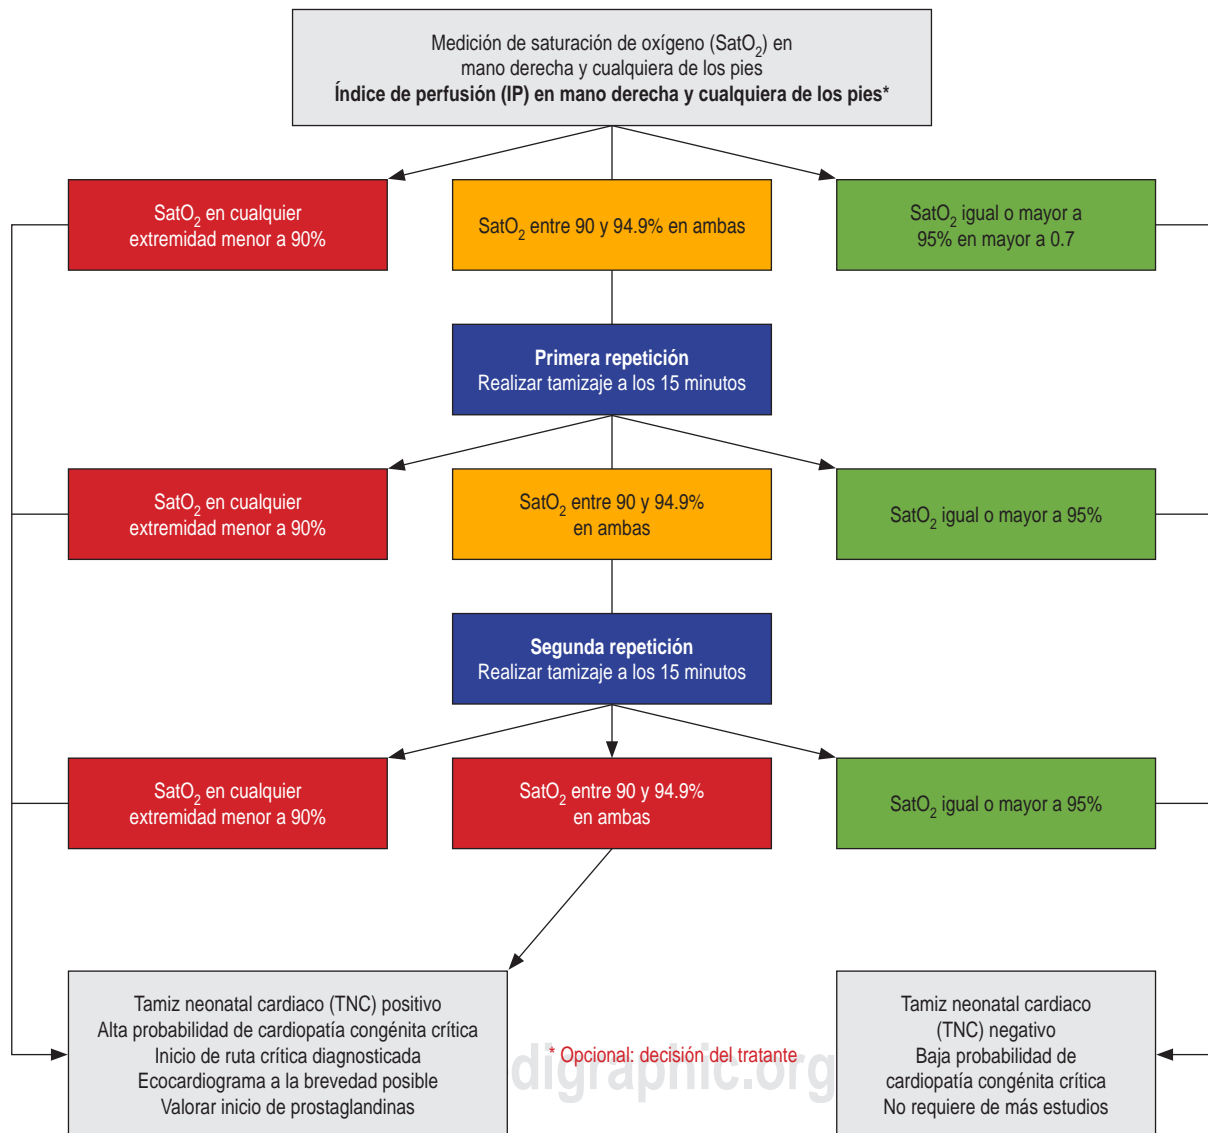 Medición de saturación de oxígeno (SatO₂) en
mano derecha y cualquiera de los pies
Índice de perfusión (IP) en mano derecha y cualquiera de los pies*
SatO₂ en cualquier
extremidad menor a 90%
SatO₂ entre 90 y 94.9% en ambas
SatO₂ igual o mayor a
95% en mayor a 0.7
Primera repetición
Realizar tamizaje a los 15 minutos
SatO₂ en cualquier
extremidad menor a 90%
SatO₂ entre 90 y 94.9%
en ambas
SatO₂ igual o mayor a 95%
Segunda repetición
Realizar tamizaje a los 15 minutos
SatO₂ en cualquier
extremidad menor a 90%
SatO₂ entre 90 y 94.9%
en ambas
SatO₂ igual o mayor a 95%
Tamiz neonatal cardiaco (TNC) positivo
Alta probabilidad de cardiopatía congénita crítica
Inicio de ruta crítica diagnosticada
Ecocardiograma a la brevedad posible
Valorar inicio de prostaglandinas
* Opcional: decisión del tratante
digraphic.org
Tamiz neonatal cardiaco
(TNC) negativo
Baja probabilidad de
cardiopatía congénita crítica
No requiere de más estudios